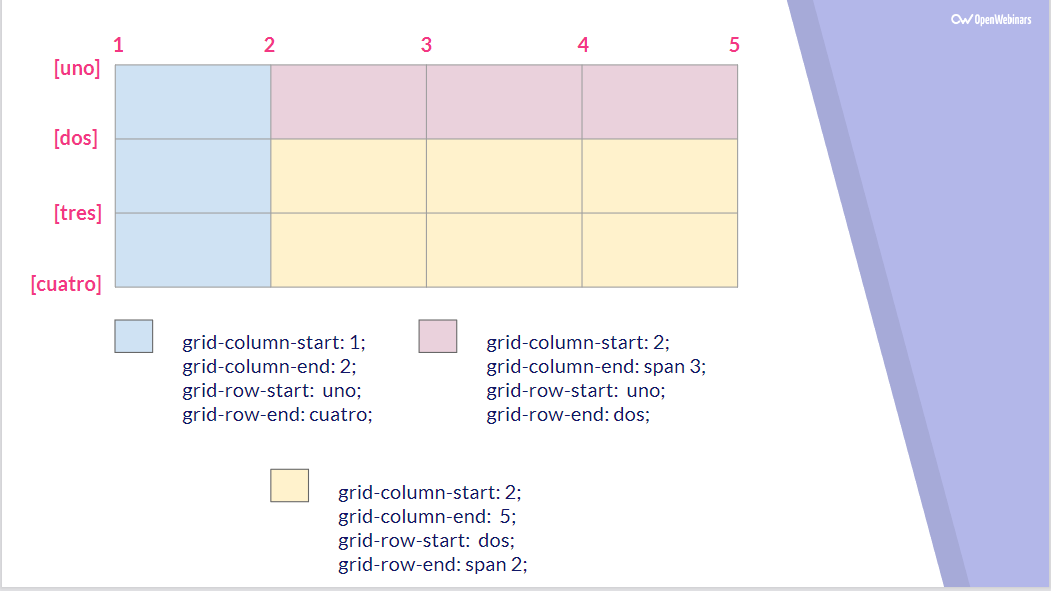 OpenWebinars
1 2 3 4 5
[uno]
[dos]
[tres]
[cuatro]
grid-column-start: 1;
grid-column-end: 2;
grid-row-start: uno;
grid-row-end: cuatro;
grid-column-start: 2;
grid-column-end: span 3;
grid-row-start: uno;
grid-row-end: dos;
grid-column-start: 2;
grid-column-end: 5;
grid-row-start: dos;
grid-row-end: span 2;